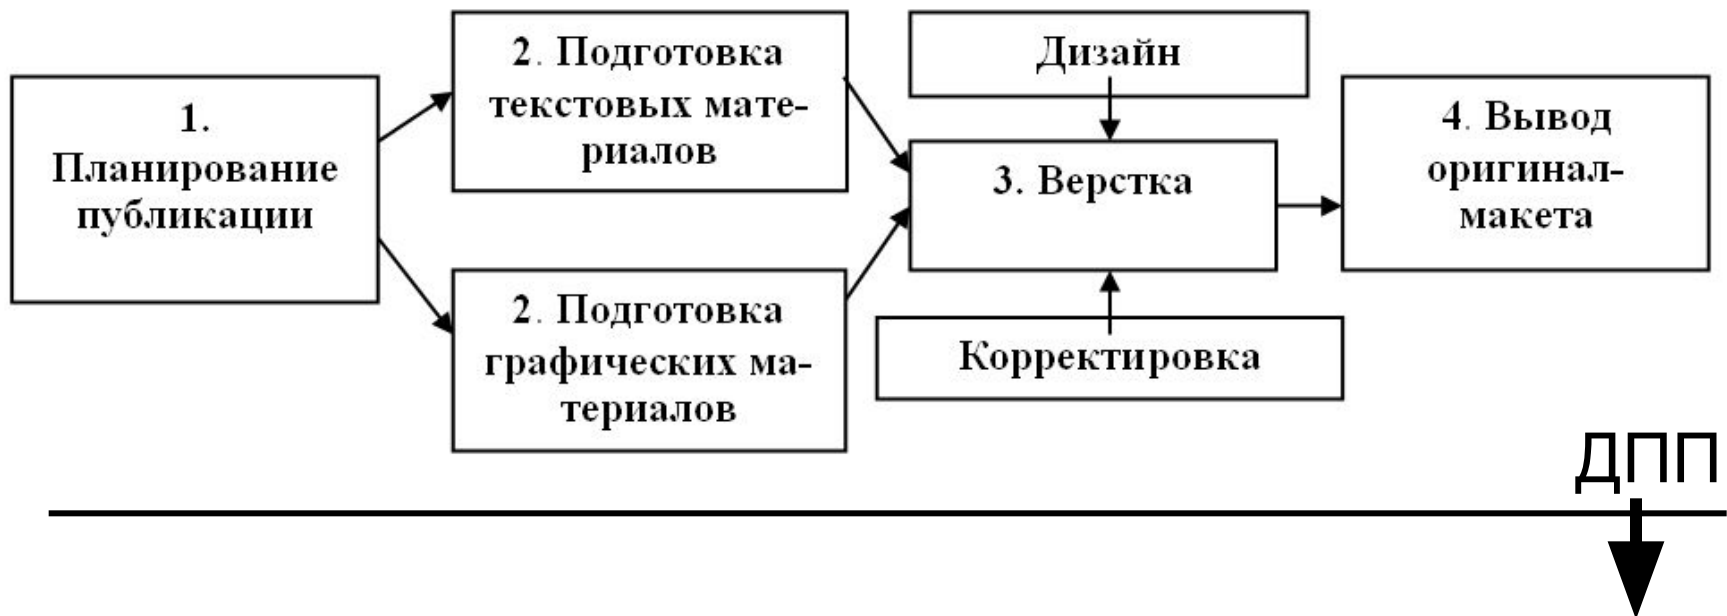 1.
Планирование
публикации
2. Подготовка
текстовых мате-
риалов
2. Подготовка
графических ма-
териалов
Дизайн
3. Верстка
Корректировка
4. Вывод
оригинал-
макета
ДПП